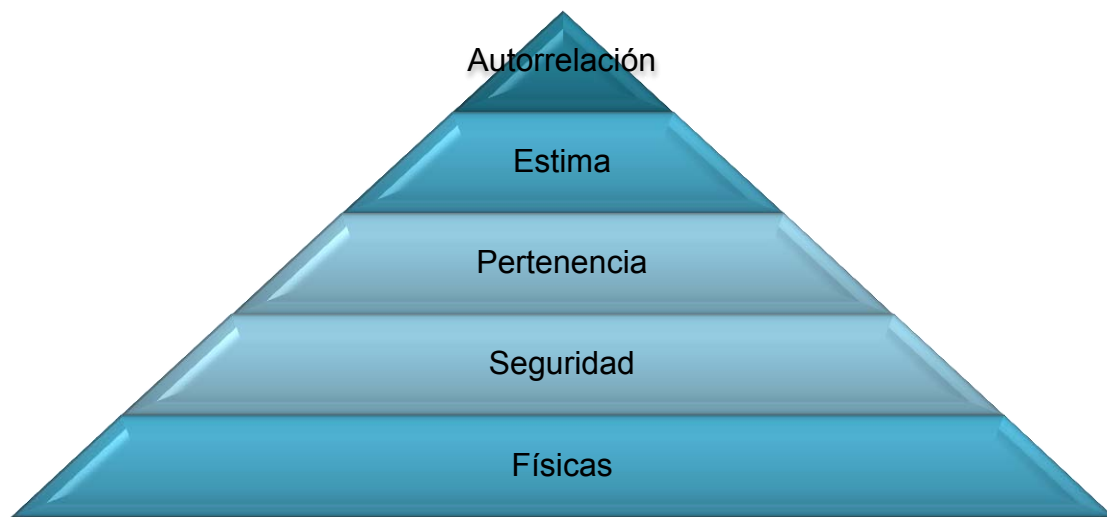 Autorrelación
Estima
Pertenencia
Seguridad
Físicas